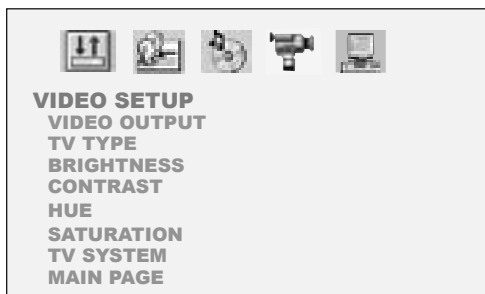 VIDEO SETUP
VIDEO OUTPUT
TV TYPE
BRIGHTNESS
CONTRAST
HUE
SATURATION
TV SYSTEM
MAIN PAGE